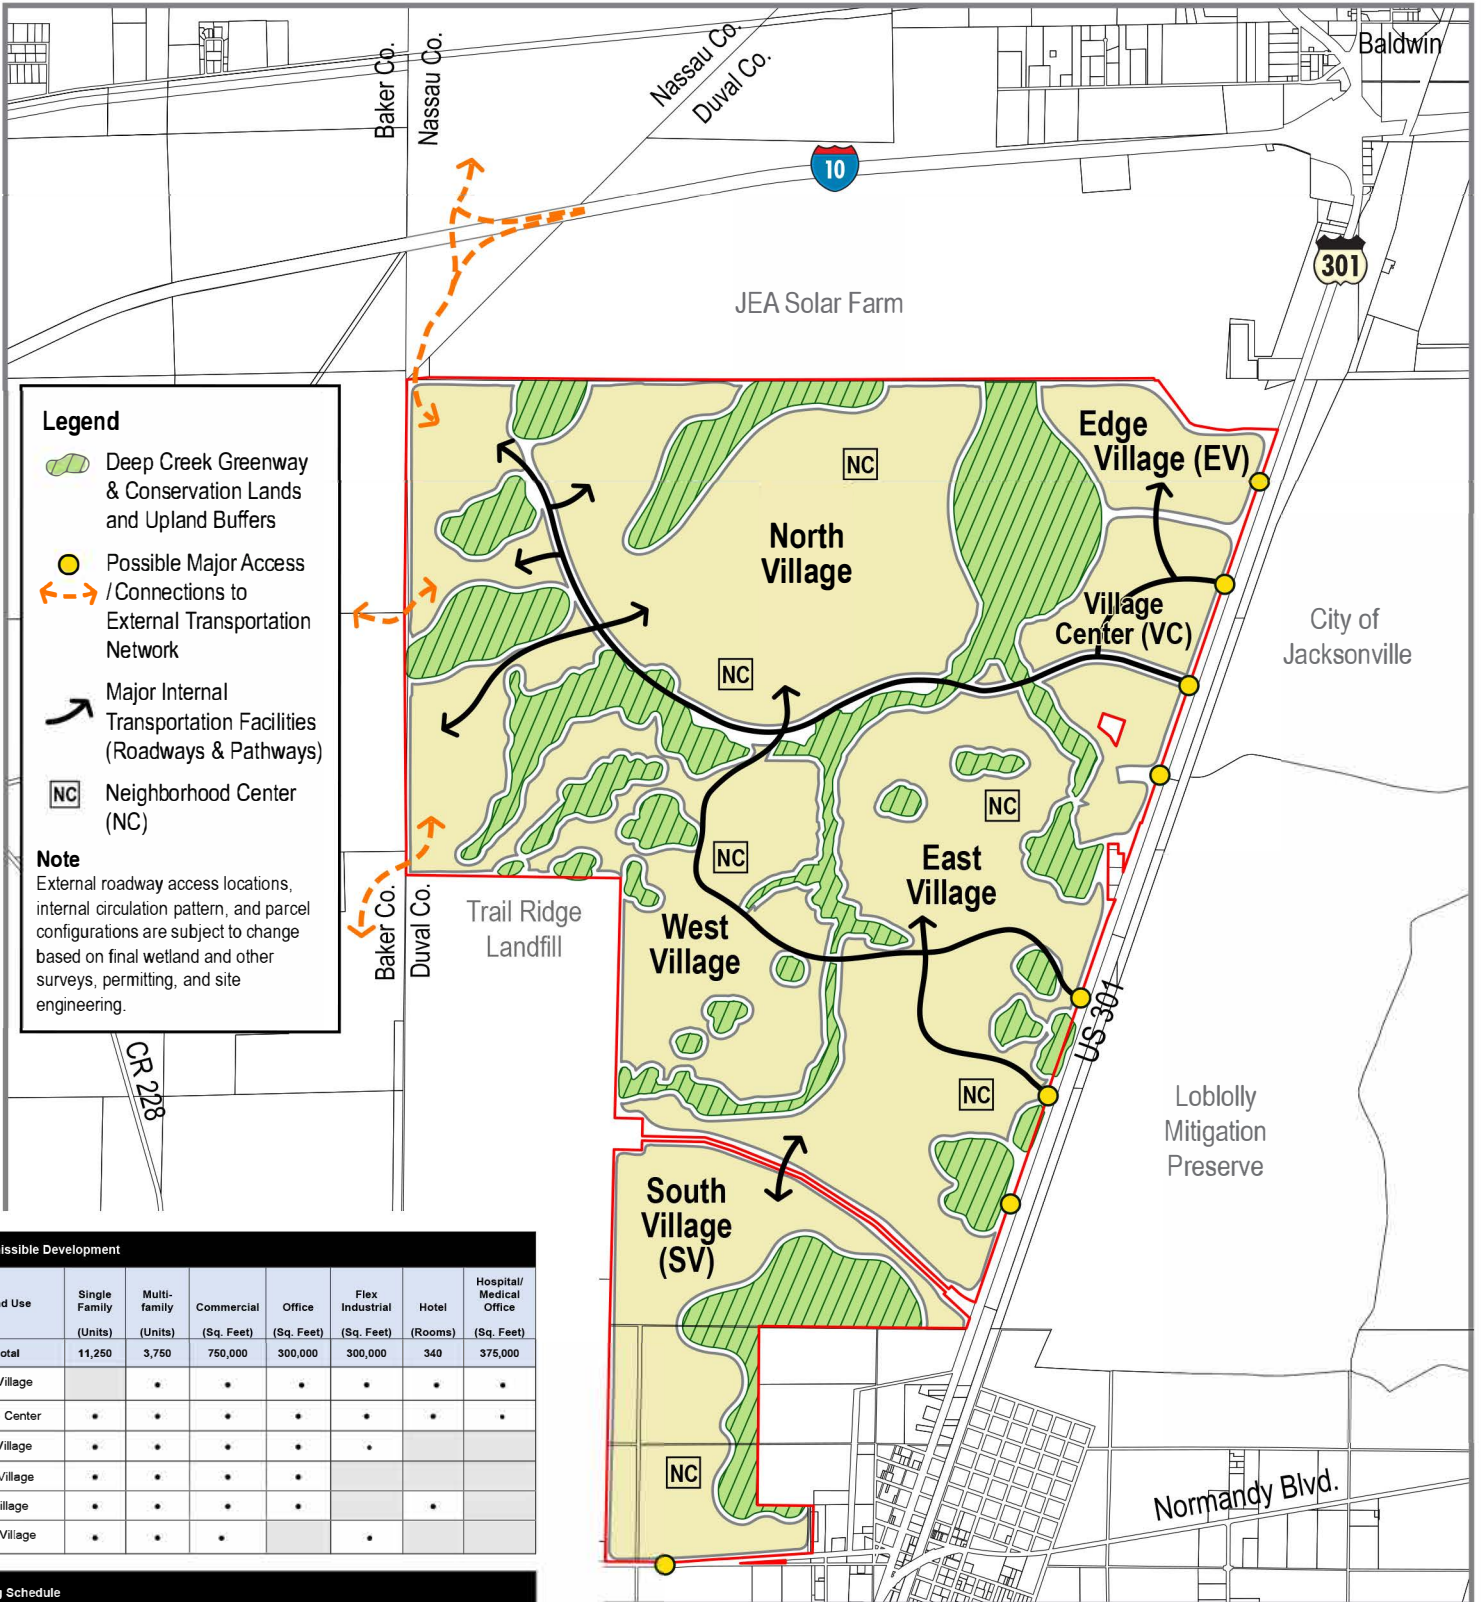 Baker Co.
Nassau Co.
Nassau Co.
Duval Co.
Baldwin
10
301
JEA Solar Farm
Legend
Deep Creek Greenway
& Conservation Lands
and Upland Buffers
Possible Major Access
/Connections to
External Transportation
Network
Major Internal
Transportation Facilities
(Roadways & Pathways)
NC
Neighborhood Center
(NC)
Note
External roadway access locations,
internal circulation pattern, and parcel
configurations are subject to change
based on final wetland and other
surveys, permitting, and site
engineering.
Edge
Village (EV)
NC
North
Village
Village
Center (VC)
City of
Jacksonville
NC
NC
NC
East
Village
Baker Co.
Duval Co.
Trail Ridge
Landfill
West
Village
US 301
CR 228
NC
Loblolly
Mitigation
Preserve
South
Village
(SV)
NC
Normandy Blvd.
issible Development
d Use
Single
Family
(Units)
Multi-
family
(Units)
Commercial
(Sq. Feet)
Office
(Sq. Feet)
Flex
Industrial
(Sq. Feet)
Hotel
(Rooms)
Hospital/
Medical
Office
(Sq. Feet)
otal 11,250 3,750 750,000 300,000 300,000 340 375,000
Village • • • • • •
Center • • • • • • •
Village • • • • •
Village • • • •
illage • • • • •
Village • • • •
g Schedule